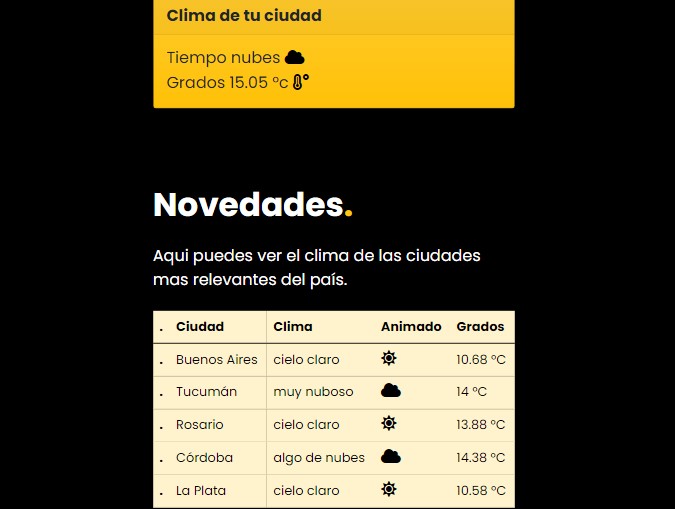 Clima de tu ciudad
Tiempo nubes
Grados 15.05 °c
Novedades.
Aqui puedes ver el clima de las ciudades
mas relevantes del país.
. Ciudad Clima Animado Grados
. Buenos Aires cielo claro 10.68 °C
. Tucumán muy nuboso 14 °C
. Rosario cielo claro 13.88 °C
. Córdoba algo de nubes 14.38 °C
. La Plata cielo claro 10.58 °C